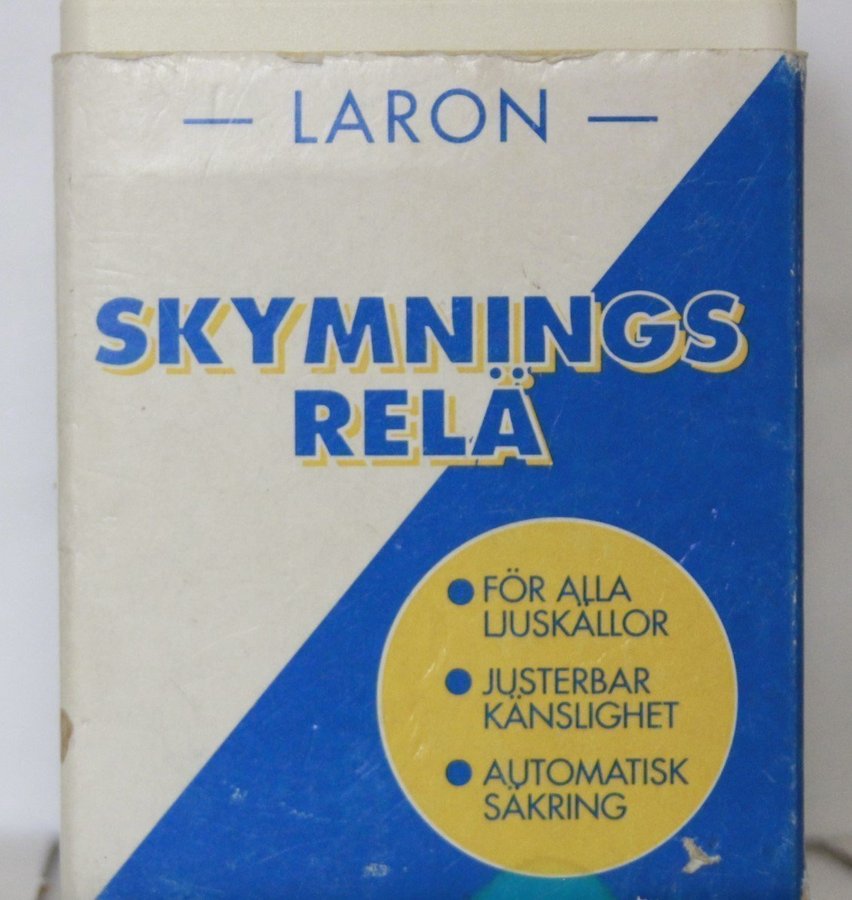 — LARON —
SKYMNINGS
RELÄ
• FÖR ALLA
LJUSKÄLLOR
• JUSTERBAR
KÄNSLIGHET
• AUTOMATISK
SÄKRING